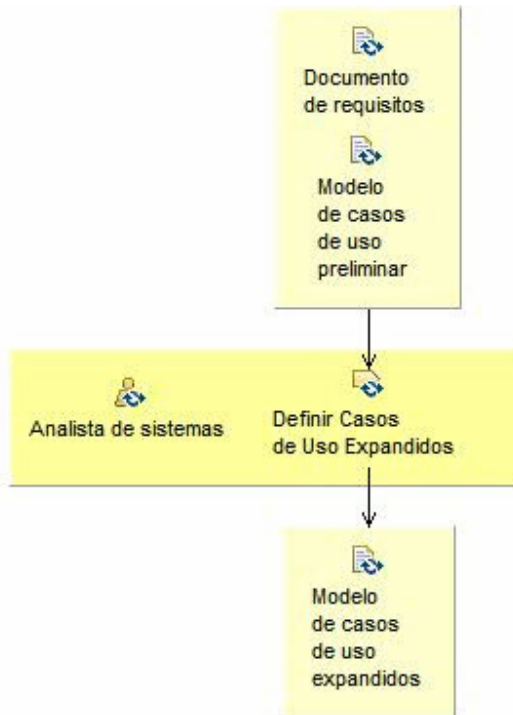 Documento
de requisitos
Modelo
de casos
de uso
preliminar
Analista de sistemas
Definir Casos
de Uso Expandidos
Modelo
de casos
de uso
expandidos